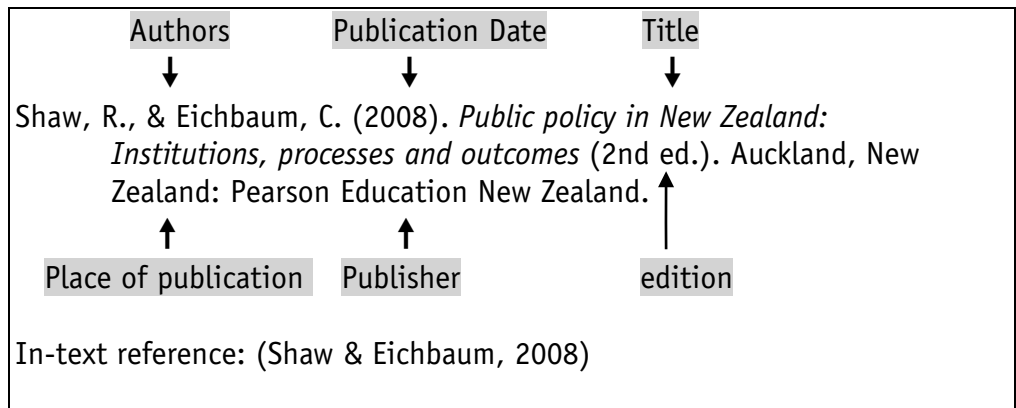 Authors Publication Date Title
Shaw, R., & Eichbaum, C. (2008). Public policy in New Zealand:
Institutions, processes and outcomes (2nd ed.). Auckland, New
Zealand: Pearson Education New Zealand.
Place of publication Publisher edition
In-text reference: (Shaw & Eichbaum, 2008)